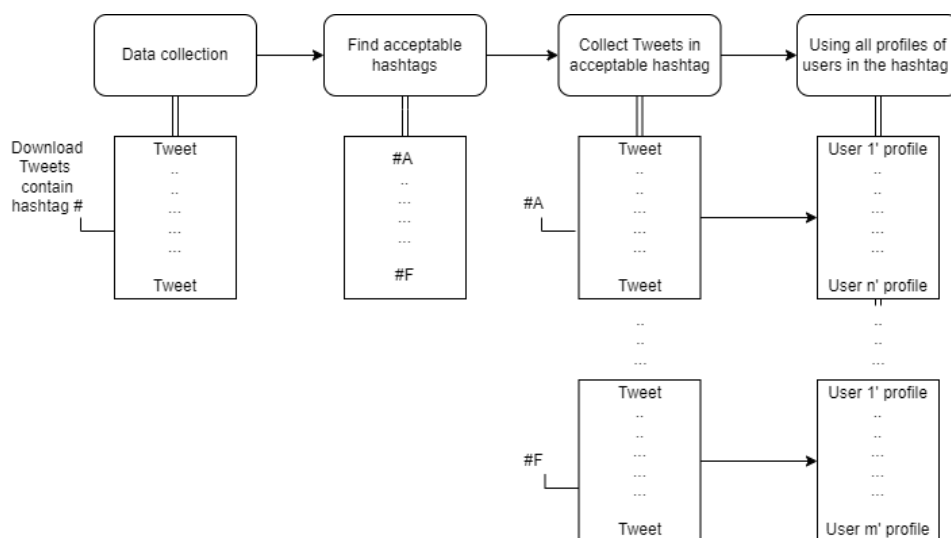 Data collection
Find acceptable
hashtags
Collect Tweets in
acceptable hashtag
Using all profiles of
users in the hashtag
Download
Tweets
contain
hashtag #
Tweet
..
..
...
...
...
Tweet
#A
..
...
...
...
#F
#A
Tweet
..
..
...
...
...
Tweet
User 1' profile
..
..
...
...
...
User n' profile
..
..
...
..
..
...
#F
Tweet
..
..
...
...
...
Tweet
User 1' profile
..
..
...
...
...
User m' profile